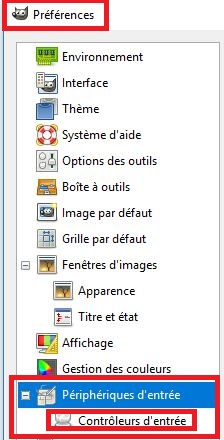 Préférences
Environnement
Interface
Thème
Système d'aide
Options des outils
Boîte à outils
Image par défaut
Grille par défaut
Fenêtres d'images
Apparence
Titre et état
Affichage
Gestion des couleurs
Périphériques d'entrée
Contrôleurs d'entrée